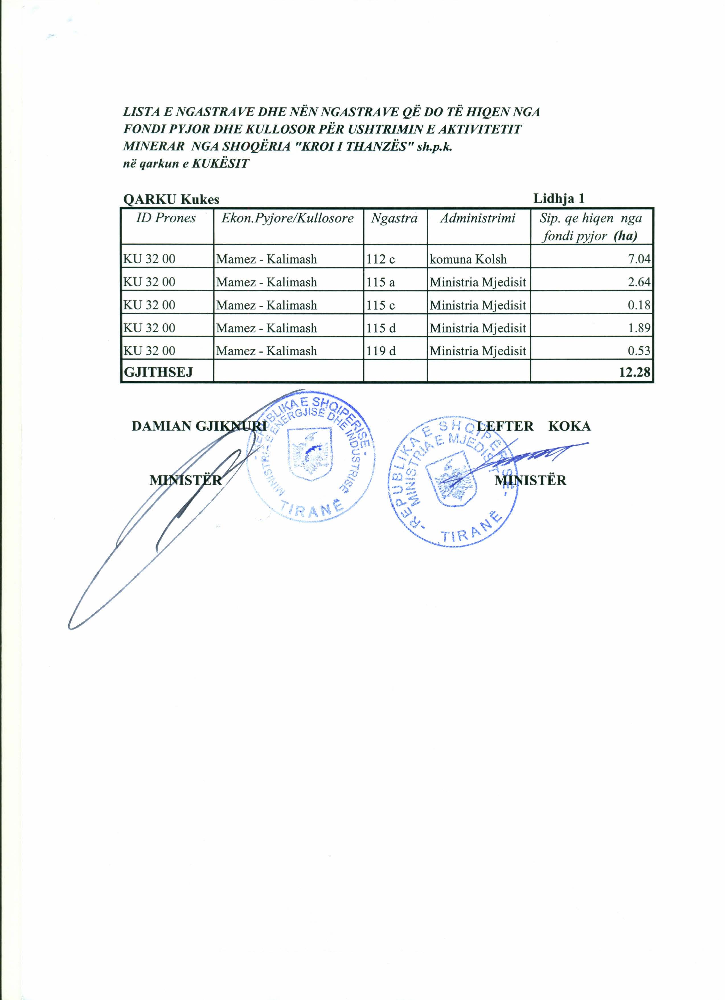 LISTA E NGASTRAVE DHE NËN NGASTRAVE QË DO TË HIQEN NGA
FONDI PYJOR DHE KULLOSOR PËR USHTRIMIN E AKTIVITETIT
MINERAR NGA SHOQËRIA "KROI I THANZËS" sh.p.k.
në qarkun e KUKËSIT
QARKU Kukes Lidhja 1
ID Prones Ekon.Pyjore/Kullosore Ngastra Administrimi Sip. qe hiqen nga
fondi pyjor (ha)
KU 32 00 Mamez - Kalimash 112 c komuna Kolsh 7.04
KU 32 00 Mamez - Kalimash 115 a Ministria Mjedisit 2.64
KU 32 00 Mamez - Kalimash 115 c Ministria Mjedisit 0.18
KU 32 00 Mamez - Kalimash 115 d Ministria Mjedisit 1.89
KU 32 00 Mamez - Kalimash 119 d Ministria Mjedisit 0.53
GJITHSEJ 12.28
DAMIAN GJIKNURI LEFTER KOKA
MINISTËR MINISTËR
- REPUBLIKA E SHQIPERISE -
MINISTRIA E ENERGJISË DHE INDUSTRISË
TIRANË
- REPUBLIKA E SHQIPËRISË -
MINISTRIA E MJEDISIT
TIRANË